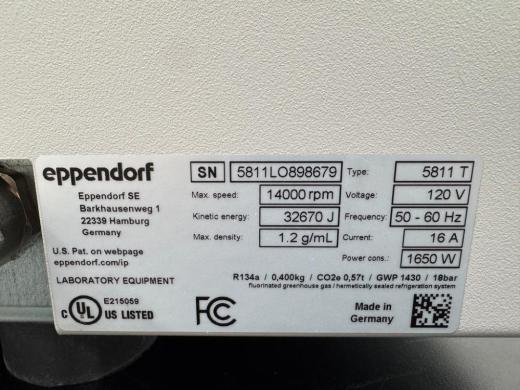 eppendorf
Eppendorf SE
Barkhausenweg 1
22339 Hamburg
Germany
U.S. Pat. on webpage
eppendorf.com/ip
LABORATORY EQUIPMENT
E215059
c UL US LISTED
SN 5811LO898679 Type: 5811 T
Max. speed: 14000 rpm Voltage: 120 V
Kinetic energy: 32670 J Frequency: 50 - 60 Hz
Max. density: 1.2 g/mL Current: 16 A
Power cons.: 1650 W
R134a / 0,400kg / CO2e 0,57t / GWP 1430 / 18bar
fluorinated greenhouse gas / hermetically sealed refrigeration system
FC
Made in
Germany